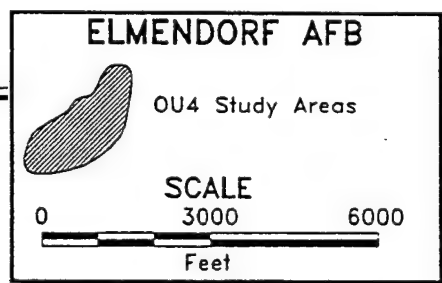 ELMENDORF AFB
OU4 Study Areas
SCALE
0 3000 6000
Feet